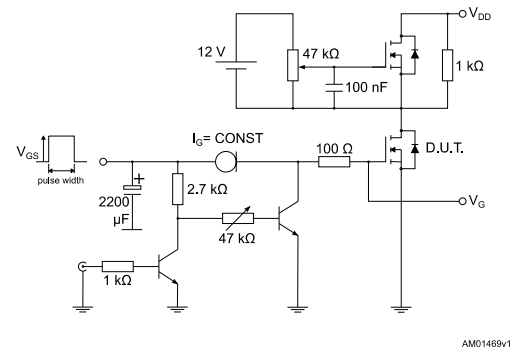 V_DD
12 V
47 kΩ
1 kΩ
100 nF
I_G= CONST
100 Ω
D.U.T.
V_GS
pulse width
+
2200
µF
2.7 kΩ
V_G
47 kΩ
1 kΩ
AM01469v1